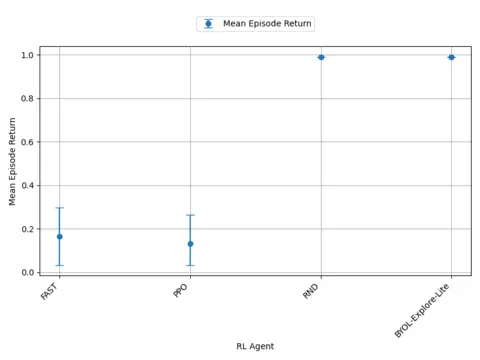 Mean Episode Return
1.0
0.8
0.6
0.4
0.2
0.0
Mean Episode Return
FAST
PPO
RND
BYOL-Explore-Lite
RL Agent